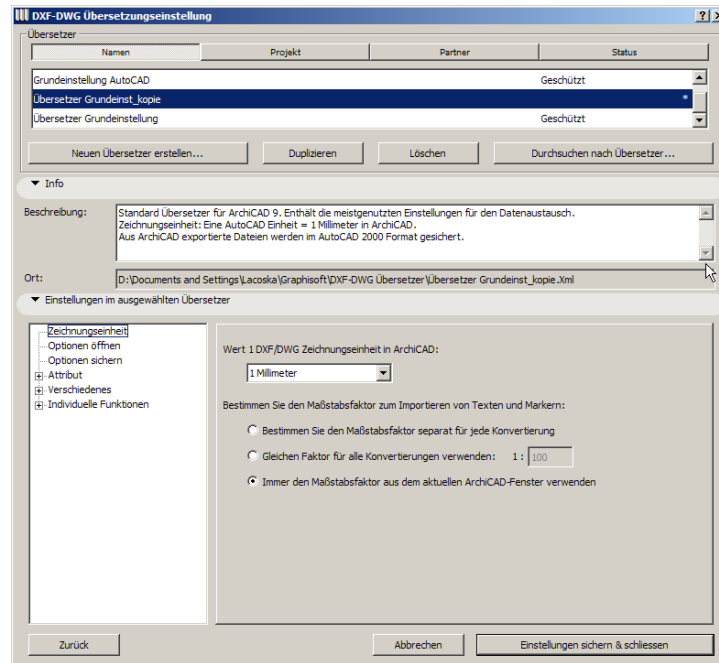 DXF-DWG Übersetzungseinstellung
Übersetzer
Namen Projekt Partner Status
Grundeinstellung AutoCAD Geschützt
Übersetzer Grundeinst_kopie *
Übersetzer Grundeinstellung Geschützt
Neuen Übersetzer erstellen... Duplizieren Löschen Durchsuchen nach Übersetzer...
Info
Beschreibung: Standard Übersetzer für ArchiCAD 9. Enthält die meistgenutzten Einstellungen für den Datenaustausch.
Zeichnungseinheit: Eine AutoCAD Einheit = 1 Millimeter in ArchiCAD.
Aus ArchiCAD exportierte Dateien werden im AutoCAD 2000 Format gesichert.
Ort: D:\Documents and Settings\Lacoska\Graphisoft\DXF-DWG Übersetzer\Übersetzer Grundeinst_kopie.Xml
Einstellungen im ausgewählten Übersetzer
Zeichnungseinheit
Optionen öffnen
Optionen sichern
Attribut
Verschiedenes
Individuelle Funktionen
Wert 1 DXF/DWG Zeichnungseinheit in ArchiCAD:
1 Millimeter
Bestimmen Sie den Maßstabsfaktor zum Importieren von Texten und Markern:
Bestimmen Sie den Maßstabsfaktor separat für jede Konvertierung
Gleichen Faktor für alle Konvertierungen verwenden: 1 : 100
Immer den Maßstabsfaktor aus dem aktuellen ArchiCAD-Fenster verwenden
Zurück Abbrechen Einstellungen sichern & schliessen